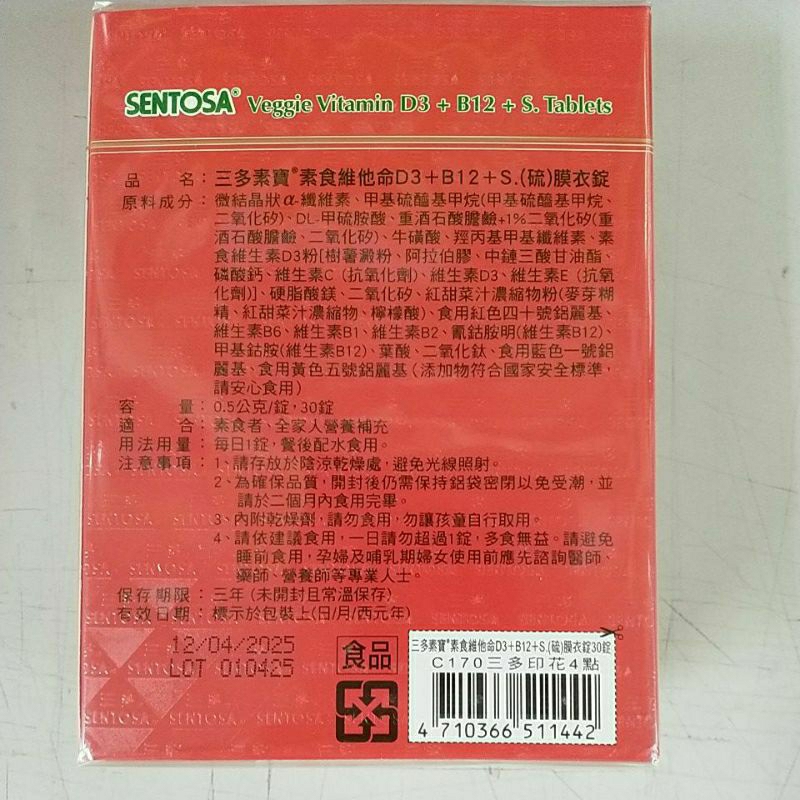 SENTOSA® Veggie Vitamin D3 + B12 + S. Tablets
品 名：三多素寶®素食維他命D3＋B12＋S.(硫)膜衣錠
原料成分：微結晶狀α-纖維素、甲基硫醯基甲烷(甲基硫醯基甲烷、
二氧化矽)、DL-甲硫胺酸、重酒石酸膽鹼+1%二氧化矽(重
酒石酸膽鹼、二氧化矽)、牛磺酸、羥丙基甲基纖維素、素
食維生素D3粉[樹薯澱粉、阿拉伯膠、中鏈三酸甘油酯、
磷酸鈣、維生素C（抗氧化劑)、維生素D3、維生素E（抗氧
化劑)]、硬脂酸鎂、二氧化矽、紅甜菜汁濃縮物粉(麥芽糊
精、紅甜菜汁濃縮物、檸檬酸)、食用紅色四十號鋁麗基、
維生素B6、維生素B1、維生素B2、氰鈷胺明(維生素B12)、
甲基鈷胺(維生素B12)、葉酸、二氧化鈦、食用藍色一號鋁
麗基、食用黃色五號鋁麗基（添加物符合國家安全標準，
請安心食用）
容 量：0.5公克/錠，30錠
適 合：素食者、全家人營養補充
用法用量：每日1錠，餐後配水食用。
注意事項：1、請存放於陰涼乾燥處，避免光線照射。
2、為確保品質，開封後仍需保持鋁袋密閉以免受潮，並
請於二個月內食用完畢。
3、內附乾燥劑，請勿食用，勿讓孩童自行取用。
4、請依建議食用，一日請勿超過1錠，多食無益。請避免
睡前食用，孕婦及哺乳期婦女使用前應先諮詢醫師、
藥師、營養師等專業人士。
保存期限：三年（未開封且常溫保存）
有效日期：標示於包裝上(日/月/西元年)
12/04/2025
LOT 010425
食品
三多素寶®素食維他命D3+B12+S.(硫)膜衣錠30錠
C170三多印花4點
4 710366 511442